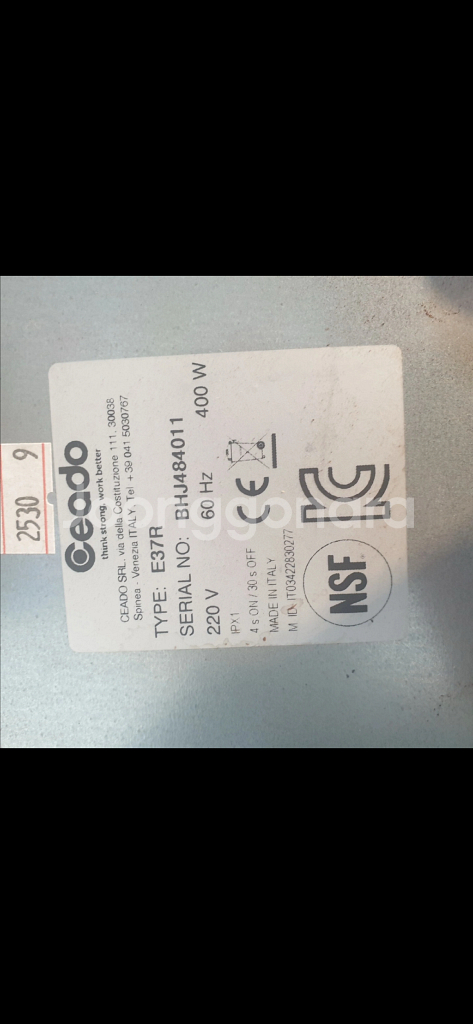 Ceado
think strong, work better
CEADO SRL.. via della Costituzione 111, 30038
Spinea - Venezia ITALY, Tel +39 041 5030767
TYPE: E37R
SERIAL NO: BHJ484011
220 V 60 Hz 400 W
IPX1
4 s ON / 30 s OFF
MADE IN ITALY
M. ID. IT03422830277
CE
NSF
2530 9
joonggonara